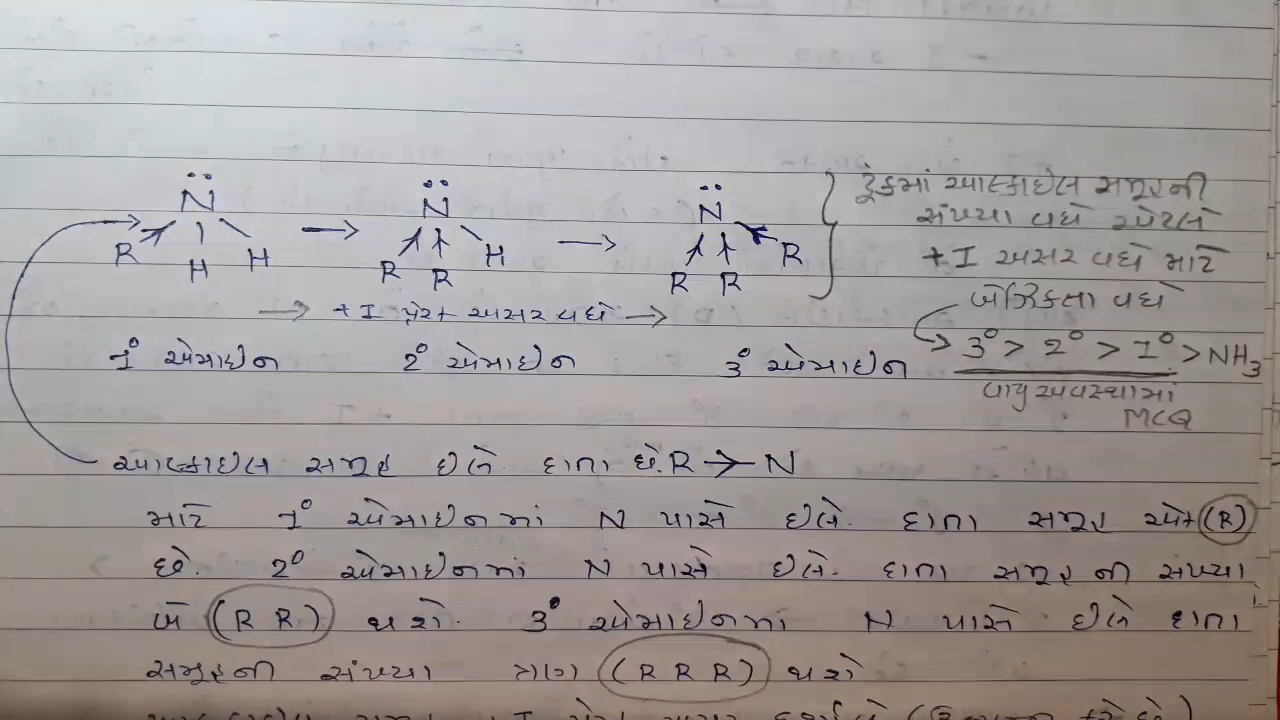 N̈ → N̈ → N̈
R H H R R H R R R
ટૂંકમાં આલ્કાઇલ સમૂહની
સંખ્યા વધે એટલે
+I અસર વધે માટે
બેઝિકતા વધે
→ 3° > 2° > 1° > NH₃
વાયુ અવસ્થામાં
MCQ
→ +I પ્રેરક અસર વધે →
1° એમાઇન 2° એમાઇન 3° એમાઇન
આલ્કાઇલ સમૂહ ઇલે. દાતા છે. R → N
માટે 1° એમાઇનમાં N પાસે ઇલે. દાતા સમૂહ એક (R)
છે. 2° એમાઇનમાં N પાસે ઇલે. દાતા સમૂહની સંખ્યા
બે (R R) થશે. 3° એમાઇનમાં N પાસે ઇલે દાતા
સમૂહની સંખ્યા ત્રણ (R R R) થશે